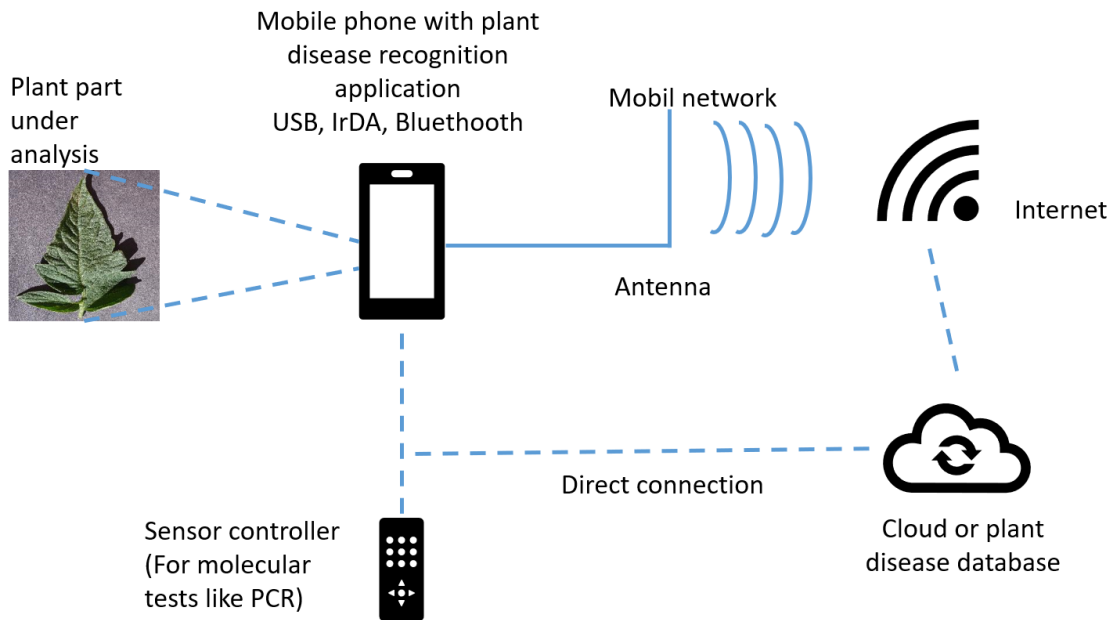 Mobile phone with plant
disease recognition
application
USB, IrDA, Bluethooth
Plant part
under
analysis
Mobil network
Internet
Antenna
Direct connection
Sensor controller
(For molecular
tests like PCR)
Cloud or plant
disease database